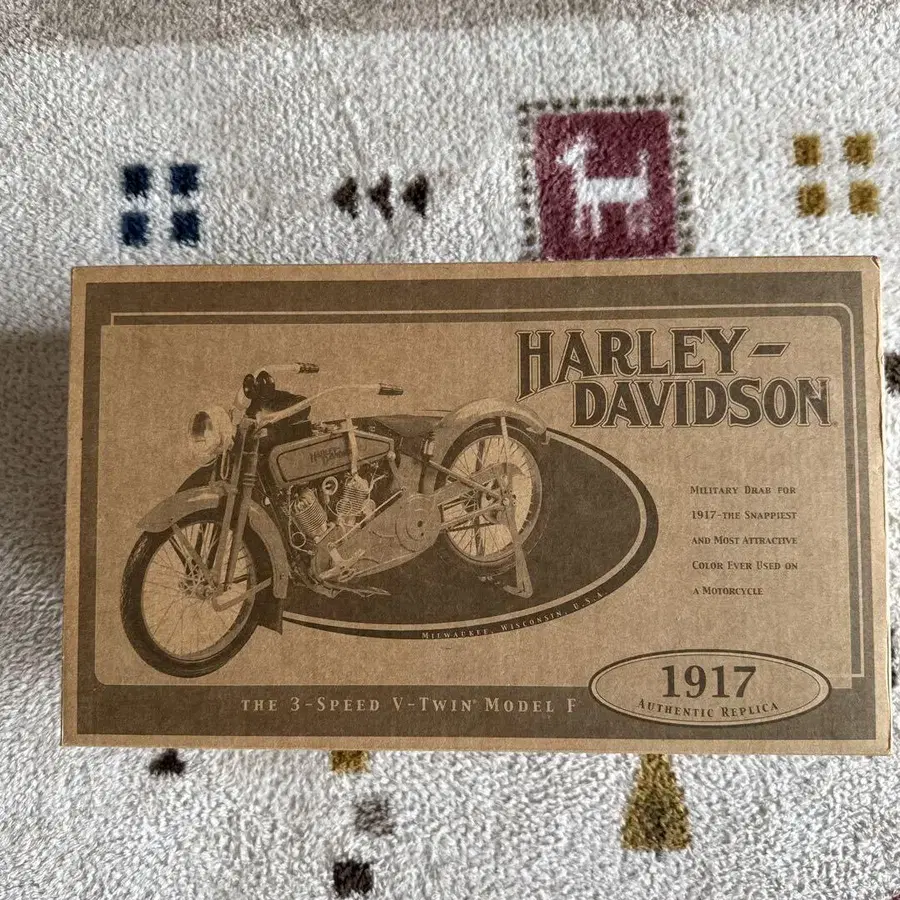 HARLEY-
DAVIDSON
MILITARY DRAB FOR
1917-THE SNAPPIEST
AND MOST ATTRACTIVE
COLOR EVER USED ON
A MOTORCYCLE
HARLEY
MILWAUKEE, WISCONSIN, U.S.A.
THE 3-SPEED V-TWIN MODEL F
1917
AUTHENTIC REPLICA